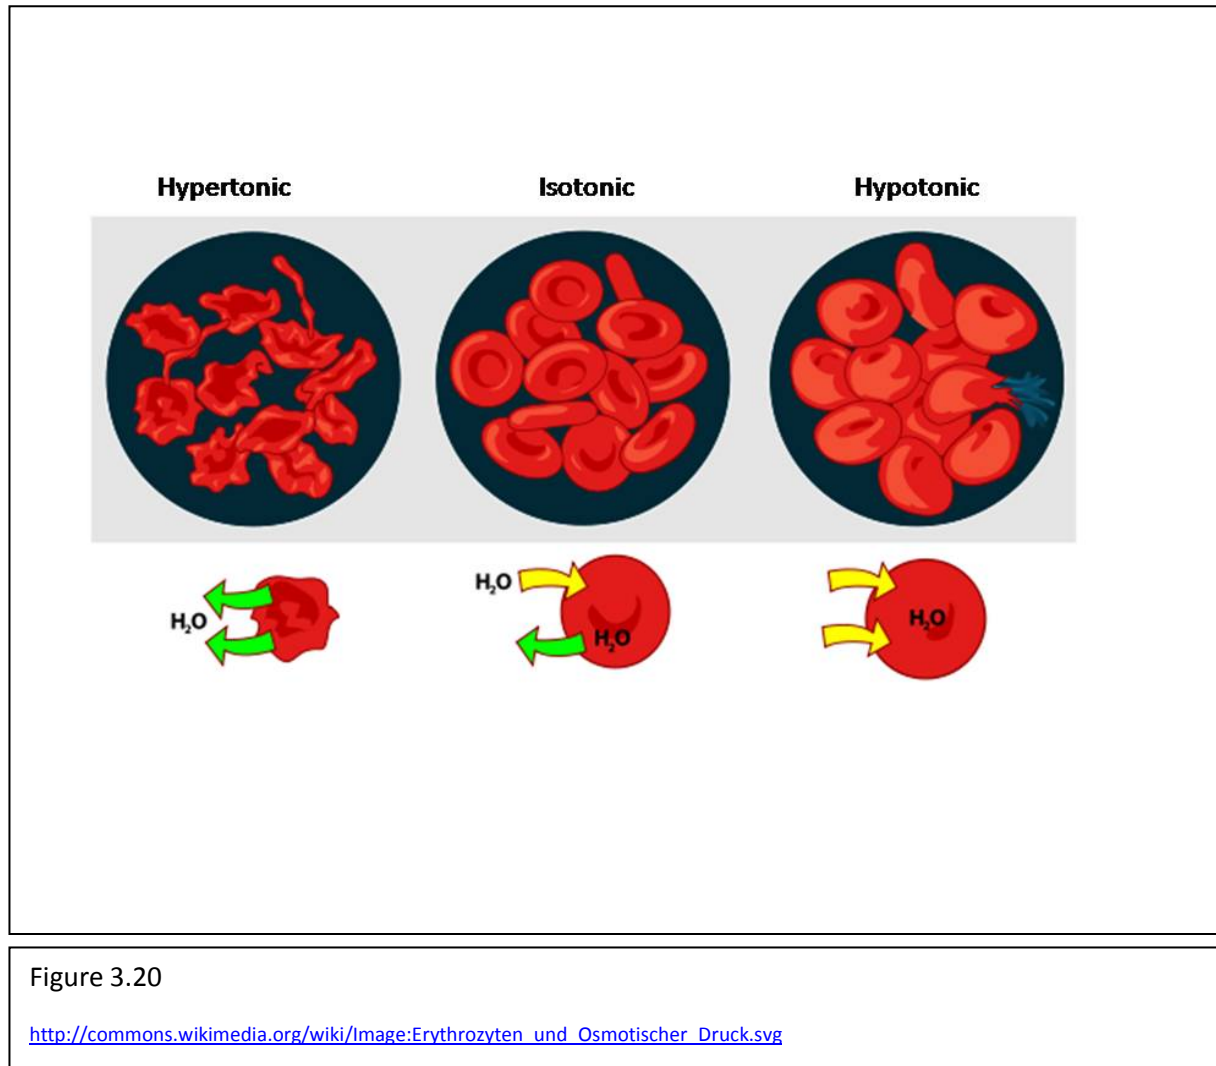 Hypertonic Isotonic Hypotonic
H₂O
H₂O
H₂O
H₂O
Figure 3.20
http://commons.wikimedia.org/wiki/Image:Erythrozyten_und_Osmotischer_Druck.svg